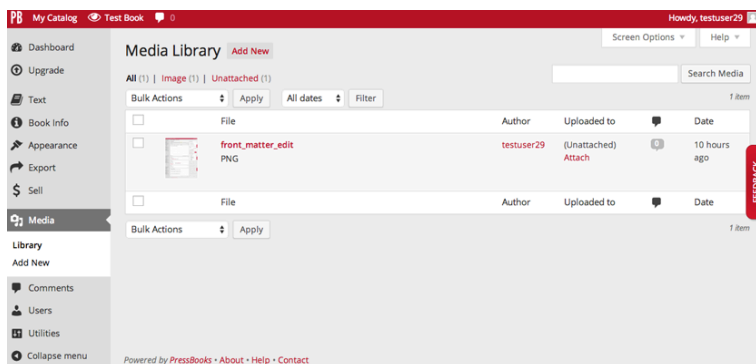 PB My Catalog Test Book 0 Howdy, testuser29
Screen Options Help
Dashboard
Upgrade
Text
Book Info
Appearance
Export
Sell
Media
Library
Add New
Comments
Users
Utilities
Collapse menu
Media Library Add New
All (1) | Image (1) | Unattached (1)
Search Media
Bulk Actions Apply All dates Filter 1 item
File Author Uploaded to Date
front_matter_edit testuser29 (Unattached) 0 10 hours
PNG Attach ago
File Author Uploaded to Date
Bulk Actions Apply 1 item
FEEDBACK
Powered by PressBooks • About • Help • Contact